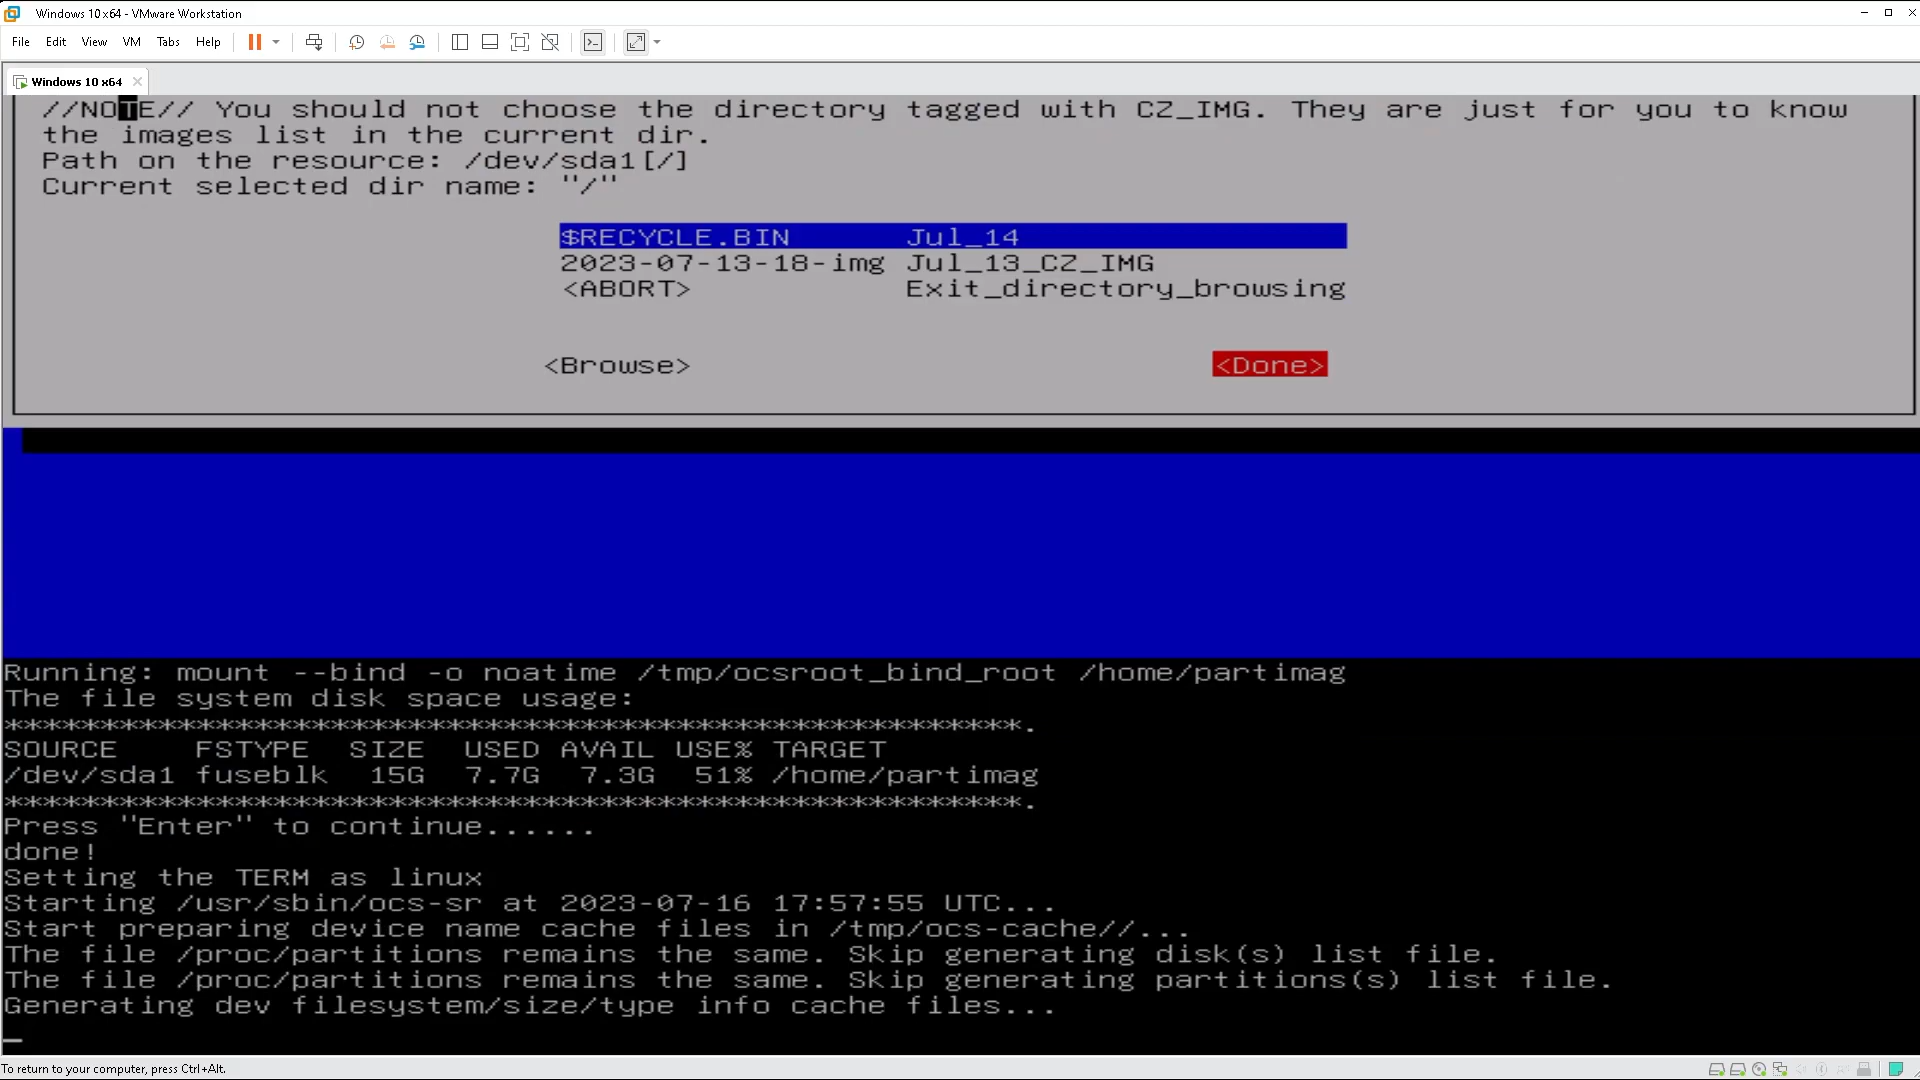 Windows 10 x64 - VMware Workstation
File Edit View VM Tabs Help
Windows 10 x64
//NOTE// You should not choose the directory tagged with CZ_IMG. They are just for you to know
the images list in the current dir.
Path on the resource: /dev/sda1[/]
Current selected dir name: "/"
$RECYCLE.BIN Jul_14
2023-07-13-18-img Jul_13_CZ_IMG
<ABORT> Exit_directory_browsing
<Browse> <Done>
Running: mount --bind -o noatime /tmp/ocsroot_bind_root /home/partimag
The file system disk space usage:
*****************************************************.
SOURCE FSTYPE SIZE USED AVAIL USE% TARGET
/dev/sda1 fuseblk 15G 7.7G 7.3G 51% /home/partimag
*****************************************************.
Press "Enter" to continue......
done!
Setting the TERM as linux
Starting /usr/sbin/ocs-sr at 2023-07-16 17:57:55 UTC...
Start preparing device name cache files in /tmp/ocs-cache//...
The file /proc/partitions remains the same. Skip generating disk(s) list file.
The file /proc/partitions remains the same. Skip generating partitions(s) list file.
Generating dev filesystem/size/type info cache files...
To return to your computer, press Ctrl+Alt.